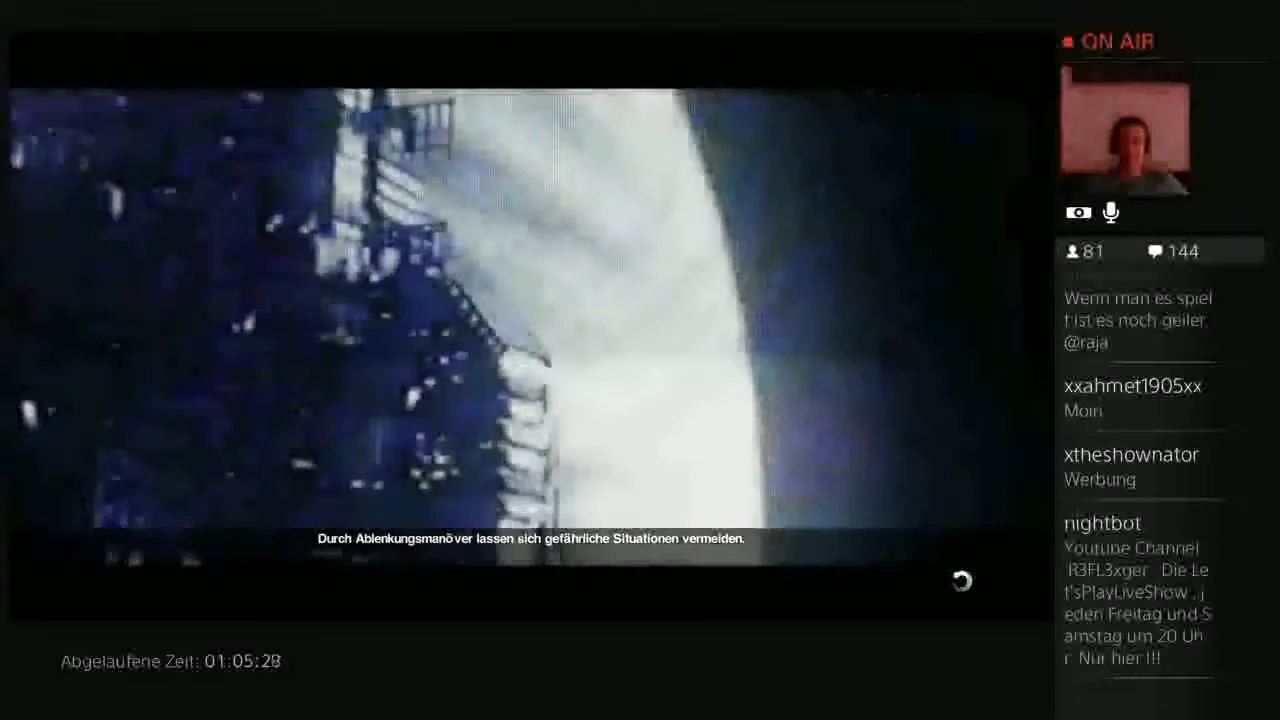 ON AIR
81 144
Wenn man es spiel
t ist es noch geiler
@raja
xxahmet1905xx
Moin
xtheshownator
Werbung
nightbot
Youtube Channel
R3FL3xger Die Le
t'sPlayLiveShow , j
eden Freitag und S
amstag um 20 Uh
r Nur hier !!!
Durch Ablenkungsmanöver lassen sich gefährliche Situationen vermeiden.
Abgelaufene Zeit: 01:05:28